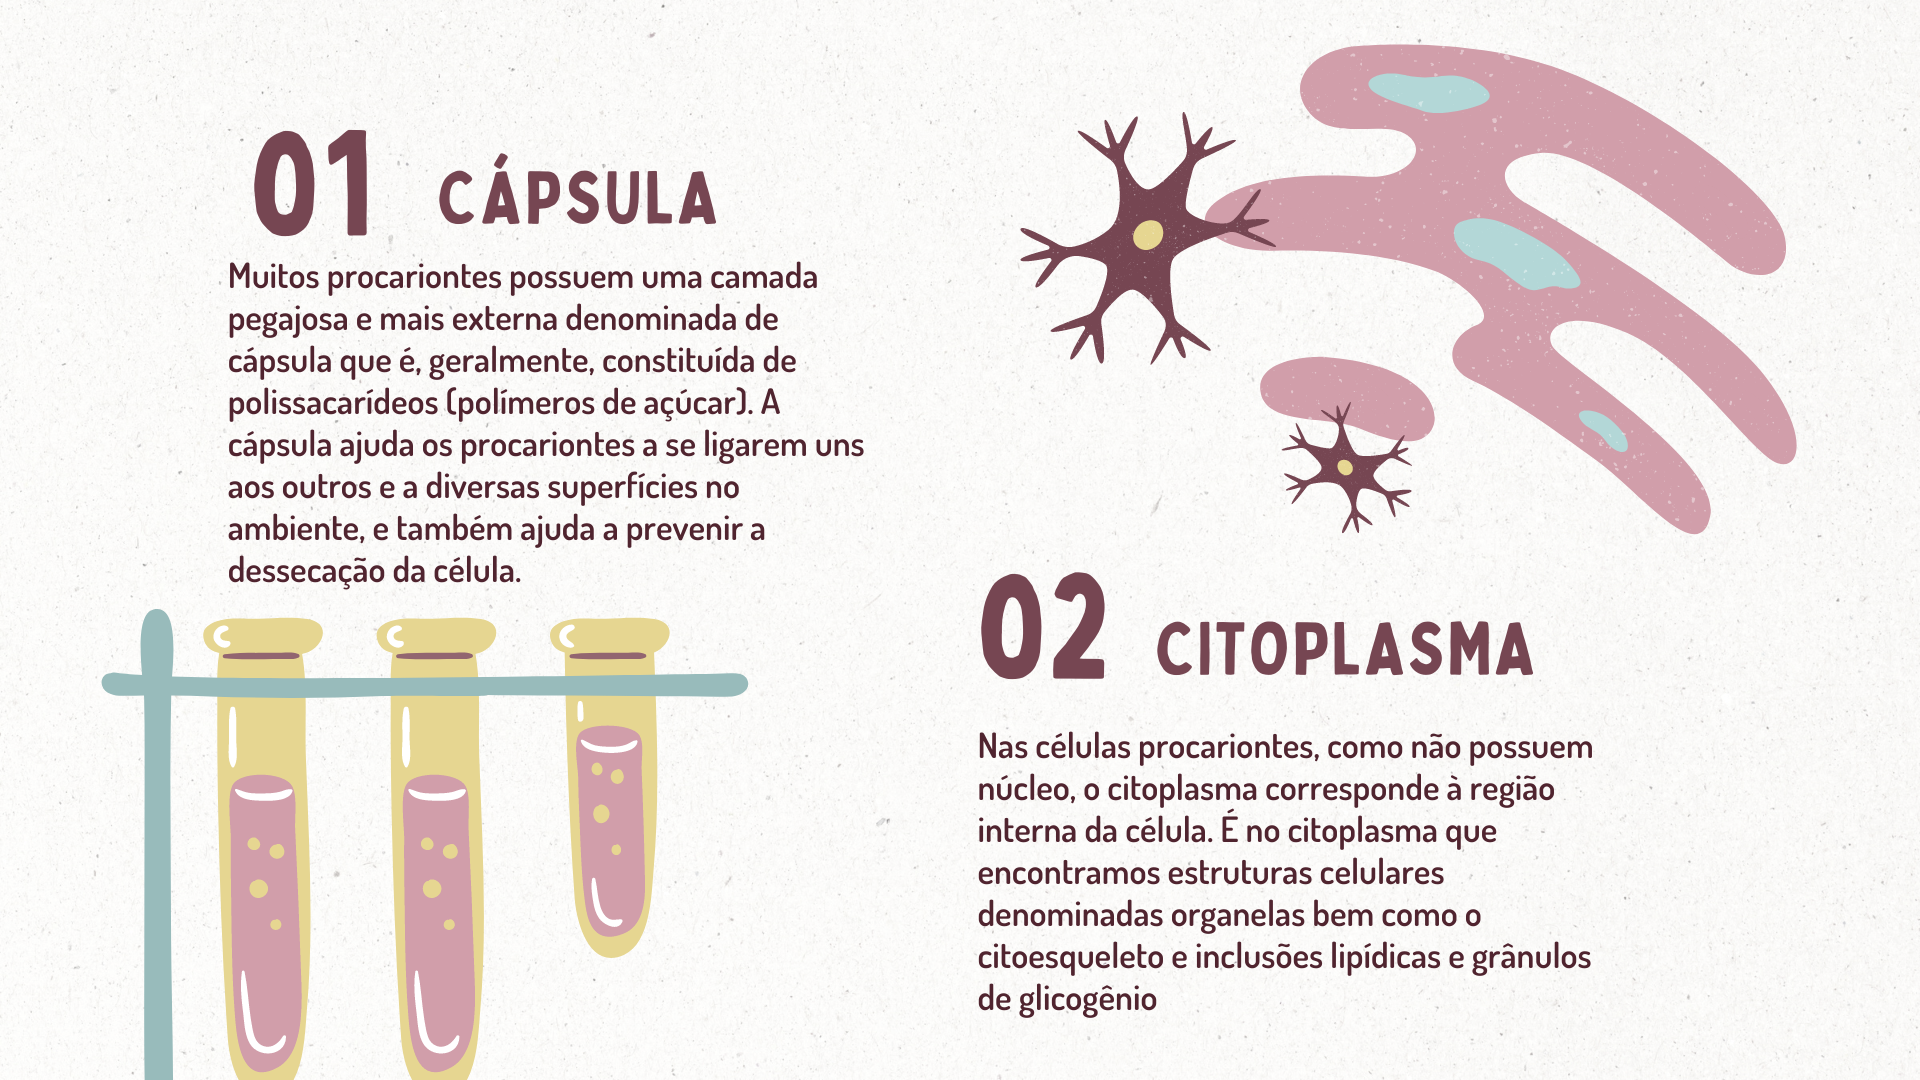 01 CÁPSULA
Muitos procariontes possuem uma camada
pegajosa e mais externa denominada de
cápsula que é, geralmente, constituída de
polissacarídeos (polímeros de açúcar). A
cápsula ajuda os procariontes a se ligarem uns
aos outros e a diversas superfícies no
ambiente, e também ajuda a prevenir a
dessecação da célula.
02 CITOPLASMA
Nas células procariontes, como não possuem
núcleo, o citoplasma corresponde à região
interna da célula. É no citoplasma que
encontramos estruturas celulares
denominadas organelas bem como o
citoesqueleto e inclusões lipídicas e grânulos
de glicogênio